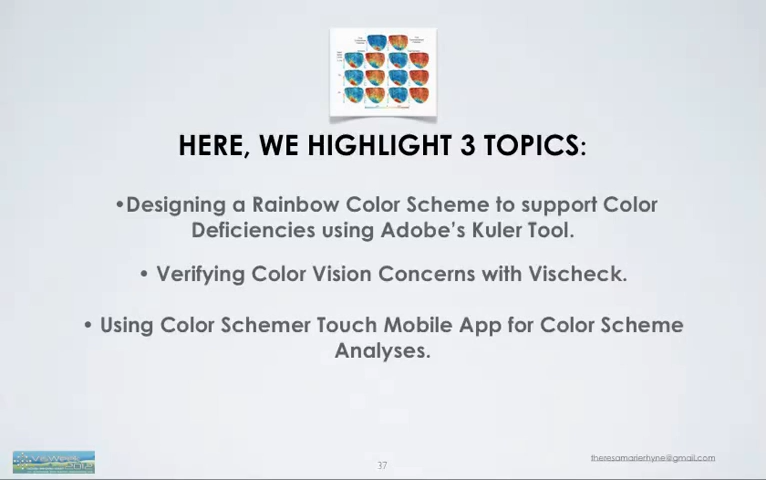 HERE, WE HIGHLIGHT 3 TOPICS:
•Designing a Rainbow Color Scheme to support Color
Deficiencies using Adobe's Kuler Tool.
• Verifying Color Vision Concerns with Vischeck.
• Using Color Schemer Touch Mobile App for Color Scheme
Analyses.
37
theresamarierhyne@gmail.com